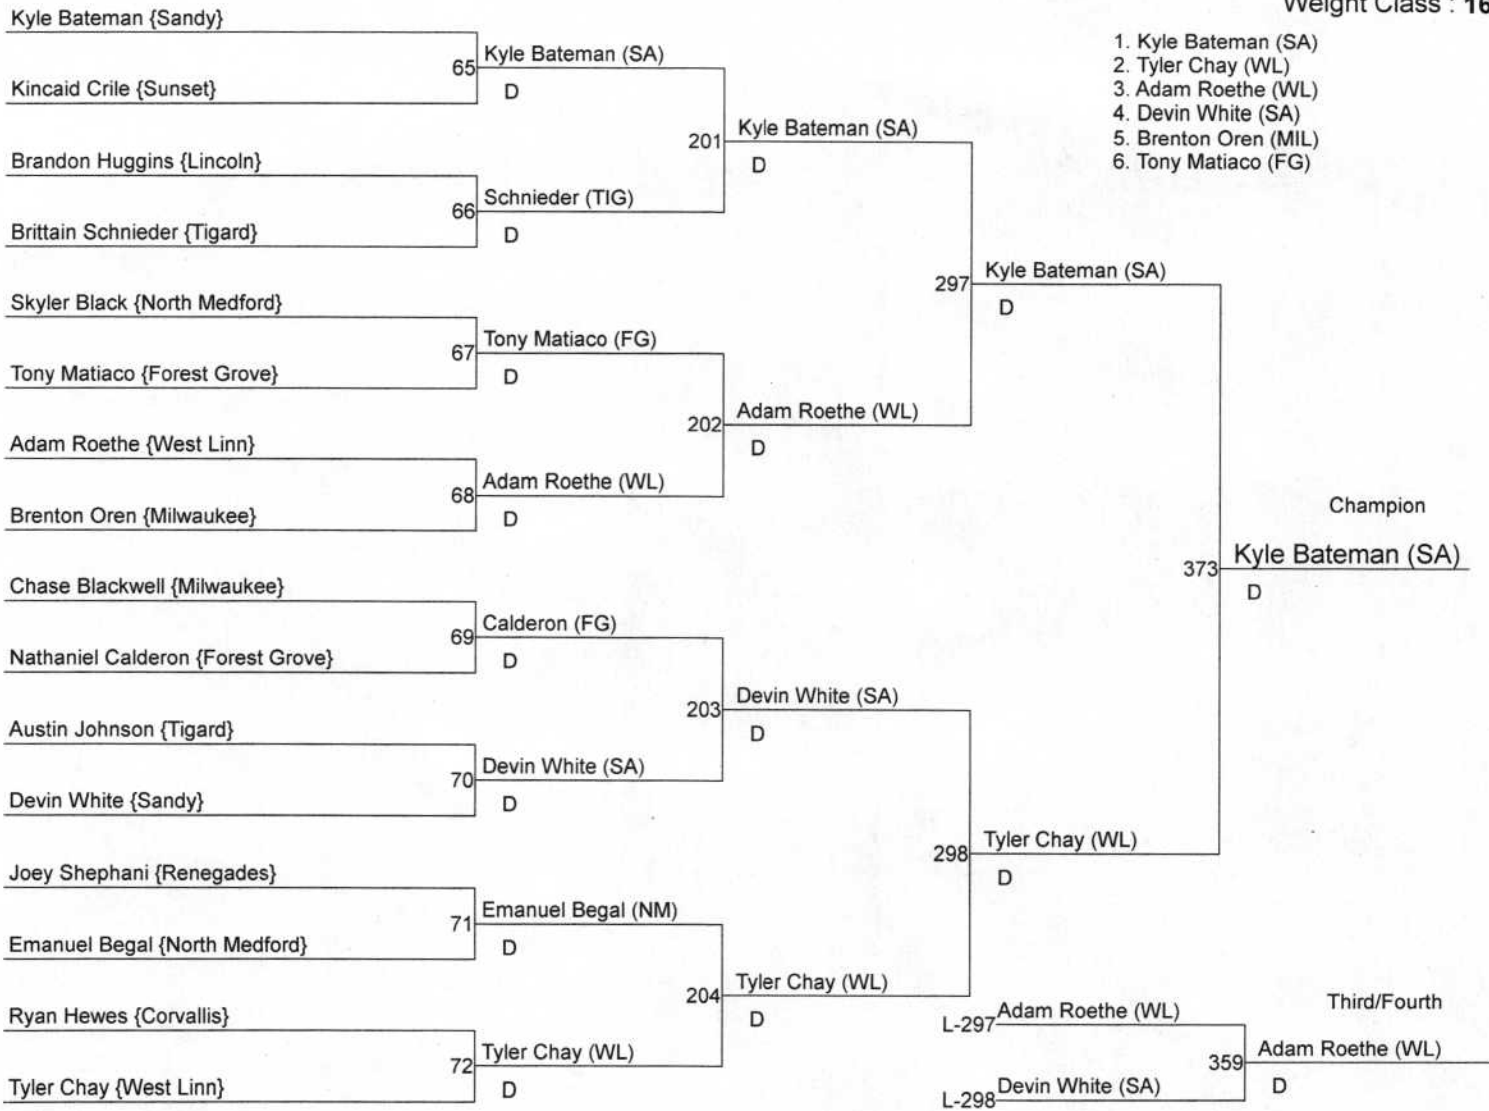 Weight Class : 16
1. Kyle Bateman (SA)
2. Tyler Chay (WL)
3. Adam Roethe (WL)
4. Devin White (SA)
5. Brenton Oren (MIL)
6. Tony Matiaco (FG)
Kyle Bateman {Sandy}
65 Kyle Bateman (SA)
D
Kincaid Crile {Sunset}
201 Kyle Bateman (SA)
D
Brandon Huggins {Lincoln}
66 Schnieder (TIG)
D
Brittain Schnieder {Tigard}
297 Kyle Bateman (SA)
D
Skyler Black {North Medford}
67 Tony Matiaco (FG)
D
Tony Matiaco {Forest Grove}
202 Adam Roethe (WL)
D
Adam Roethe {West Linn}
68 Adam Roethe (WL)
D
Brenton Oren {Milwaukee}
Champion
373 Kyle Bateman (SA)
D
Chase Blackwell {Milwaukee}
69 Calderon (FG)
D
Nathaniel Calderon {Forest Grove}
203 Devin White (SA)
D
Austin Johnson {Tigard}
70 Devin White (SA)
D
Devin White {Sandy}
298 Tyler Chay (WL)
D
Joey Shephani {Renegades}
71 Emanuel Begal (NM)
D
Emanuel Begal {North Medford}
204 Tyler Chay (WL)
D
Ryan Hewes {Corvallis}
72 Tyler Chay (WL)
D
Tyler Chay {West Linn}
Third/Fourth
L-297 Adam Roethe (WL)
359 Adam Roethe (WL)
D
L-298 Devin White (SA)